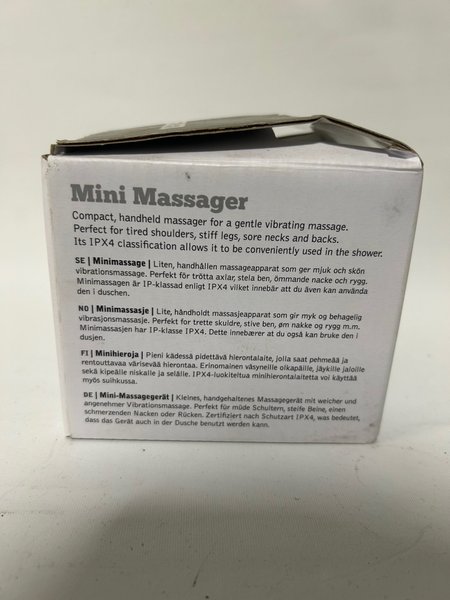 Mini Massager
Compact, handheld massager for a gentle vibrating massage.
Perfect for tired shoulders, stiff legs, sore necks and backs.
Its IPX4 classification allows it to be conveniently used in the shower.
SE | Minimassage | Liten, handhållen massageapparat som ger mjuk och skön
vibrationsmassage. Perfekt för trötta axlar, stela ben, ömmande nacke och rygg.
Minimassagen är IP-klassad enligt IPX4 vilket innebär att du även kan använda
den i duschen.
NO | Minimassasje | Lite, håndholdt massasjeapparat som gir myk og behagelig
vibrasjonsmassasje. Perfekt for trette skuldre, stive ben, øm nakke og rygg m.m.
Minimassasjen har IP-klasse IPX4. Dette innebærer at du også kan bruke den i
dusjen.
FI | Minihieroja | Pieni kädessä pidettävä hierontalaite, jolla saat pehmeää ja
rentouttavaa värisevää hierontaa. Erinomainen väsyneille olkapäille, jäykille jaloille
sekä kipeälle niskalle ja selälle. IPX4-luokiteltua minihierontalaitetta voi käyttää
myös suihkussa.
DE | Mini-Massagegerät | Kleines, handgehaltenes Massagegerät mit weicher und
angenehmer Vibrationsmassage. Perfekt für müde Schultern, steife Beine, einen
schmerzenden Nacken oder Rücken. Zertifiziert nach Schutzart IPX4, was bedeutet,
dass das Gerät auch in der Dusche benutzt werden kann.